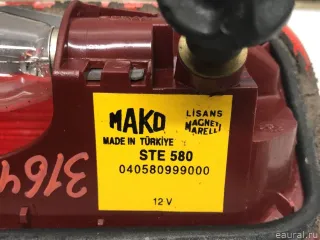 MAKO
LİSANS
MAGNETİ
MARELLİ
MADE IN TÜRKİYE
STE 580
040580999000
12 V
3164
© eaural.ru